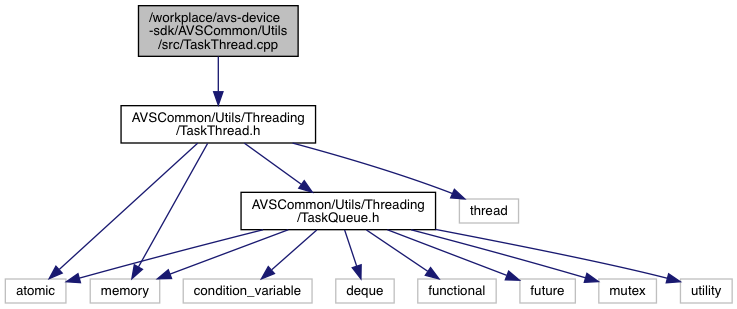 /workplace/avs-device
-sdk/AVSCommon/Utils
/src/TaskThread.cpp
AVSCommon/Utils/Threading
/TaskThread.h
AVSCommon/Utils/Threading
/TaskQueue.h
thread
atomic
memory
condition_variable
deque
functional
future
mutex
utility